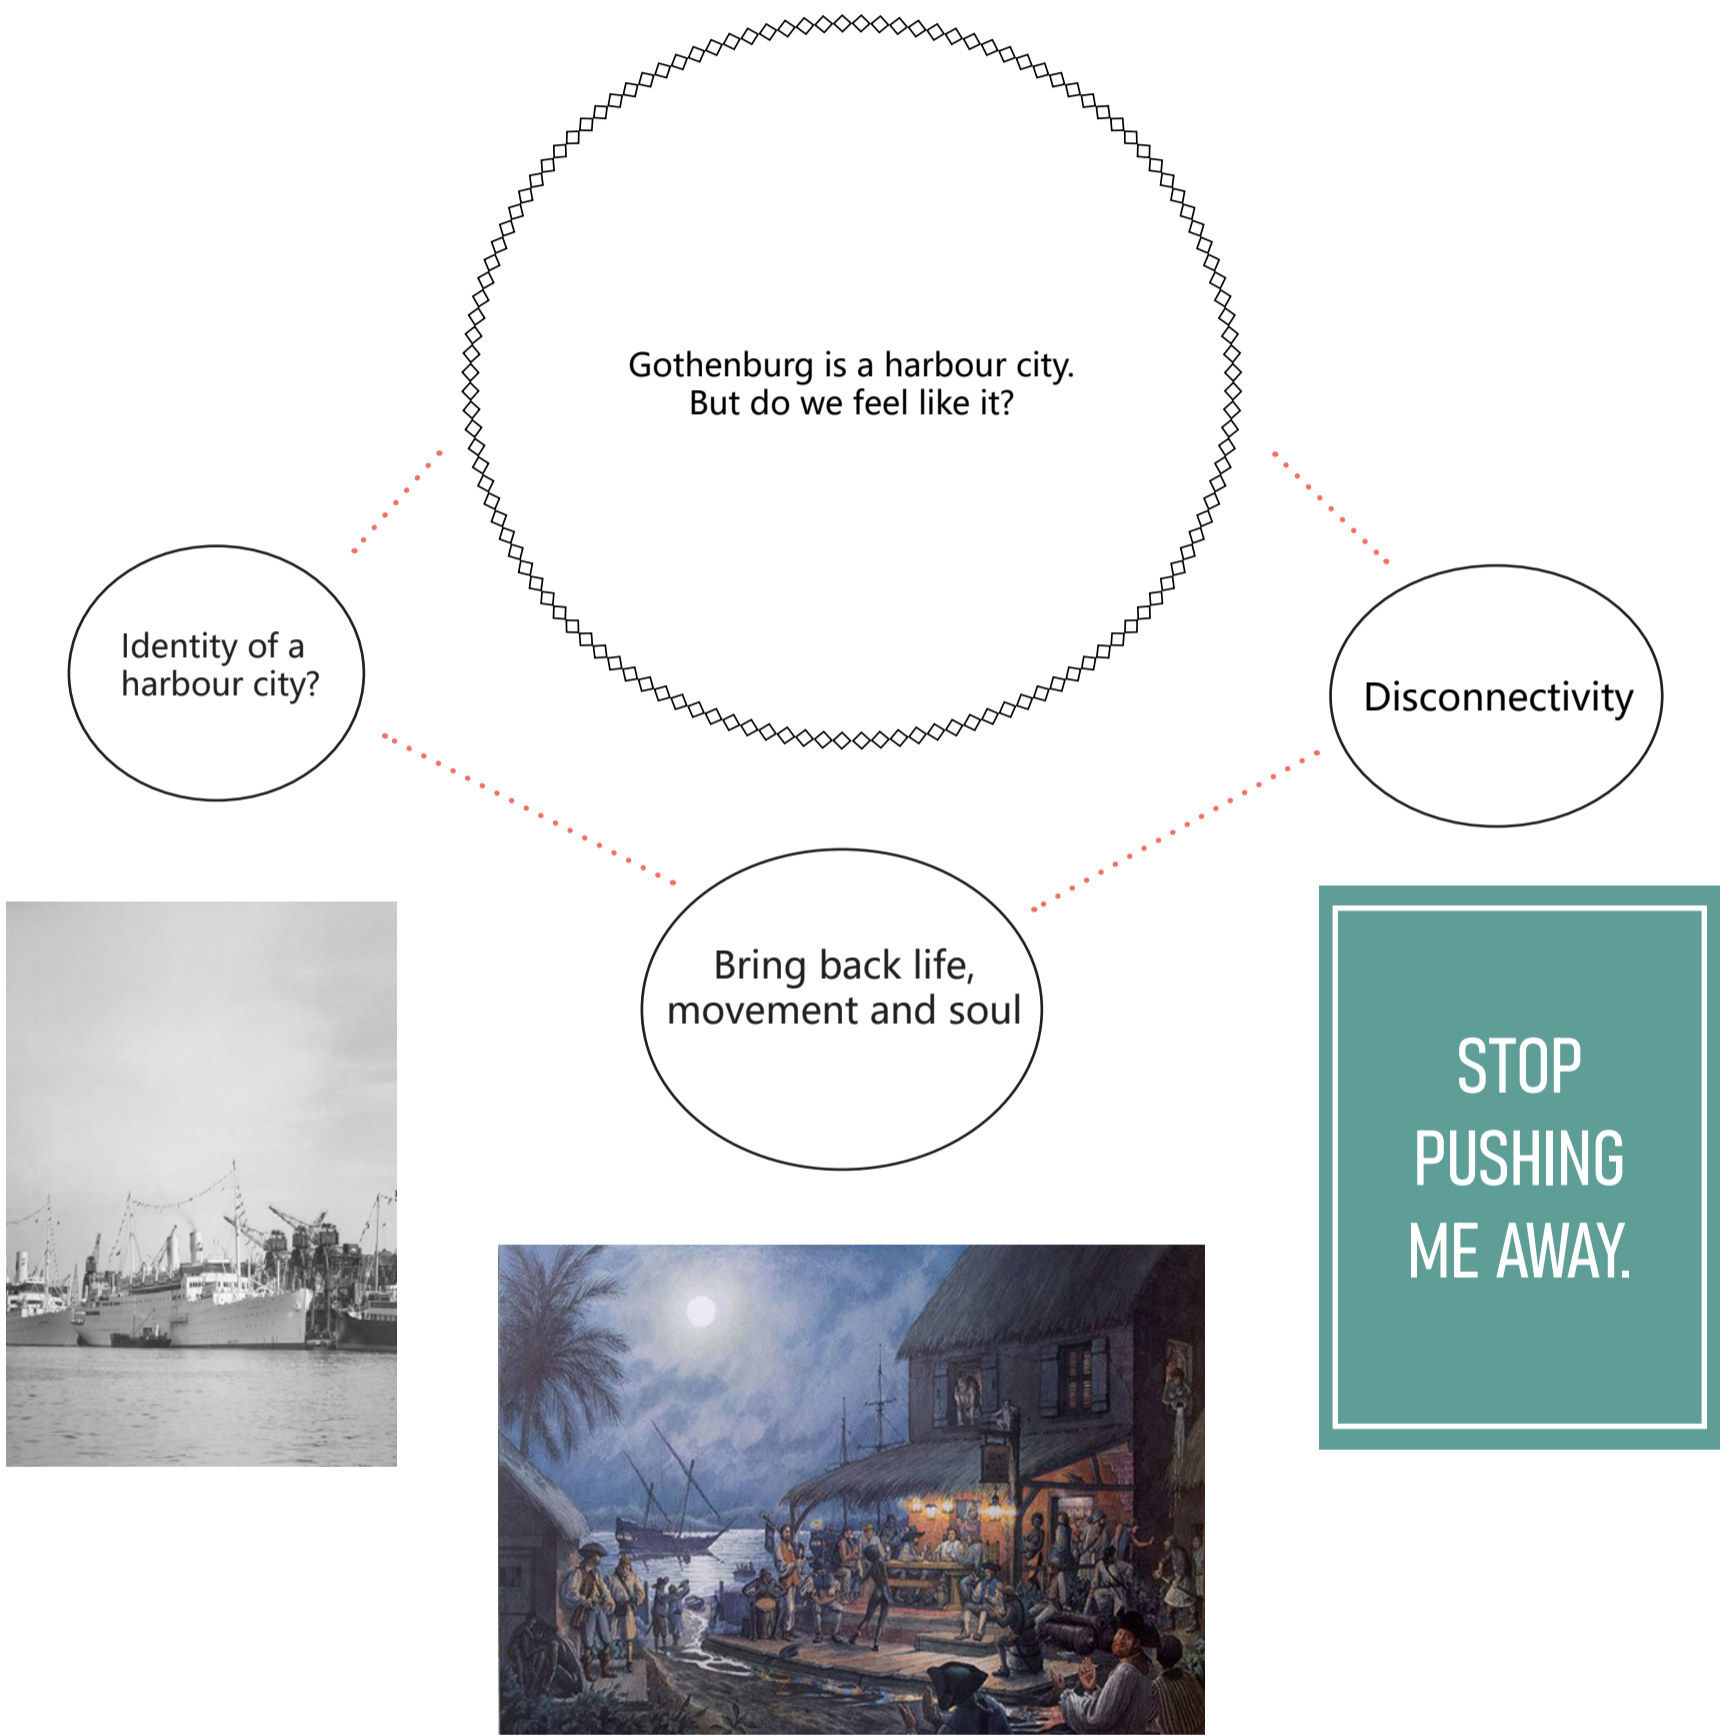 Gothenburg is a harbour city.
But do we feel like it?
Identity of a
harbour city?
Disconnectivity
Bring back life,
movement and soul
STOP
PUSHING
ME AWAY.